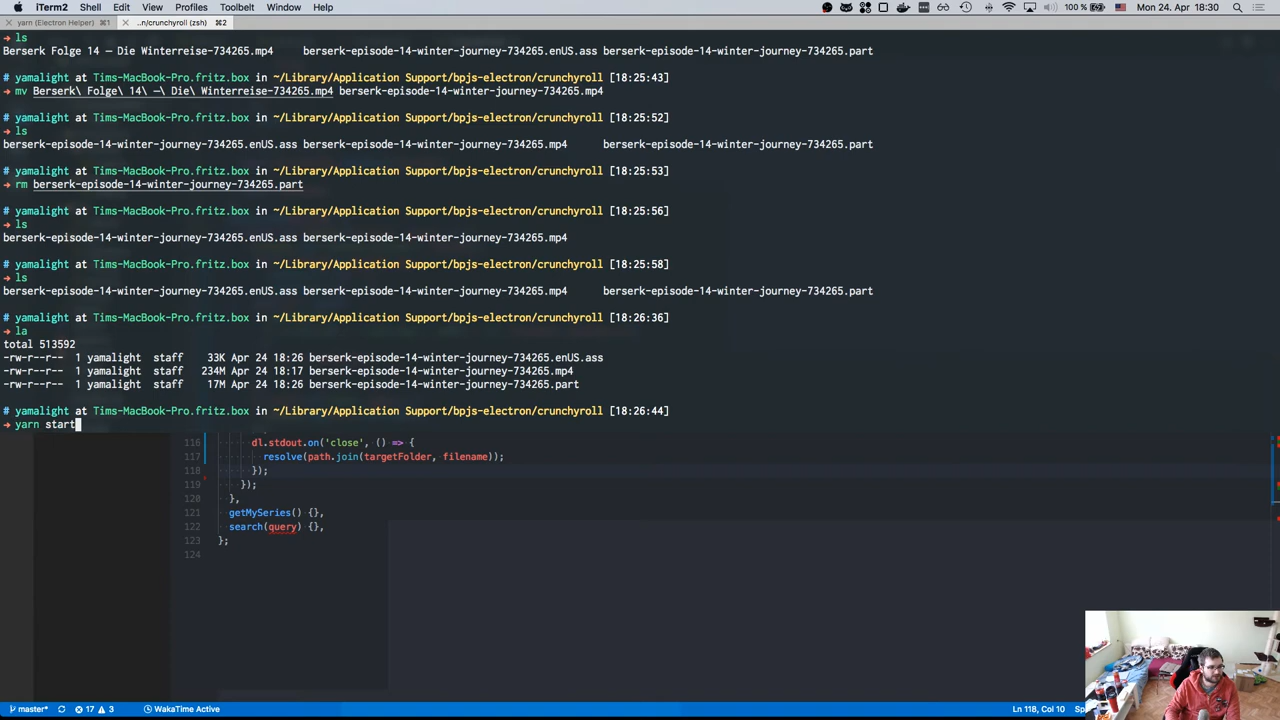 iTerm2 Shell Edit View Profiles Toolbelt Window Help 100 % Mon 24. Apr 18:30
yarn (Electron Helper) ⌘1 ..n/crunchyroll (zsh) ⌘2
➜ ls
Berserk Folge 14 – Die Winterreise-734265.mp4 berserk-episode-14-winter-journey-734265.enUS.ass berserk-episode-14-winter-journey-734265.part
# yamalight at Tims-MacBook-Pro.fritz.box in ~/Library/Application Support/bpjs-electron/crunchyroll [18:25:43]
➜ mv Berserk\ Folge\ 14\ –\ Die\ Winterreise-734265.mp4 berserk-episode-14-winter-journey-734265.mp4
# yamalight at Tims-MacBook-Pro.fritz.box in ~/Library/Application Support/bpjs-electron/crunchyroll [18:25:52]
➜ ls
berserk-episode-14-winter-journey-734265.enUS.ass berserk-episode-14-winter-journey-734265.mp4 berserk-episode-14-winter-journey-734265.part
# yamalight at Tims-MacBook-Pro.fritz.box in ~/Library/Application Support/bpjs-electron/crunchyroll [18:25:53]
➜ rm berserk-episode-14-winter-journey-734265.part
# yamalight at Tims-MacBook-Pro.fritz.box in ~/Library/Application Support/bpjs-electron/crunchyroll [18:25:56]
➜ ls
berserk-episode-14-winter-journey-734265.enUS.ass berserk-episode-14-winter-journey-734265.mp4
# yamalight at Tims-MacBook-Pro.fritz.box in ~/Library/Application Support/bpjs-electron/crunchyroll [18:25:58]
➜ ls
berserk-episode-14-winter-journey-734265.enUS.ass berserk-episode-14-winter-journey-734265.mp4 berserk-episode-14-winter-journey-734265.part
# yamalight at Tims-MacBook-Pro.fritz.box in ~/Library/Application Support/bpjs-electron/crunchyroll [18:26:36]
➜ la
total 513592
-rw-r--r-- 1 yamalight staff 33K Apr 24 18:26 berserk-episode-14-winter-journey-734265.enUS.ass
-rw-r--r-- 1 yamalight staff 234M Apr 24 18:17 berserk-episode-14-winter-journey-734265.mp4
-rw-r--r-- 1 yamalight staff 17M Apr 24 18:26 berserk-episode-14-winter-journey-734265.part
# yamalight at Tims-MacBook-Pro.fritz.box in ~/Library/Application Support/bpjs-electron/crunchyroll [18:26:44]
➜ yarn start
116 dl.stdout.on('close', () => {
117 resolve(path.join(targetFolder, filename));
118 });
119 });
120 },
121 getMySeries() {},
122 search(query) {},
123 };
124
master* 17 3 WakaTime Active Ln 118, Col 10